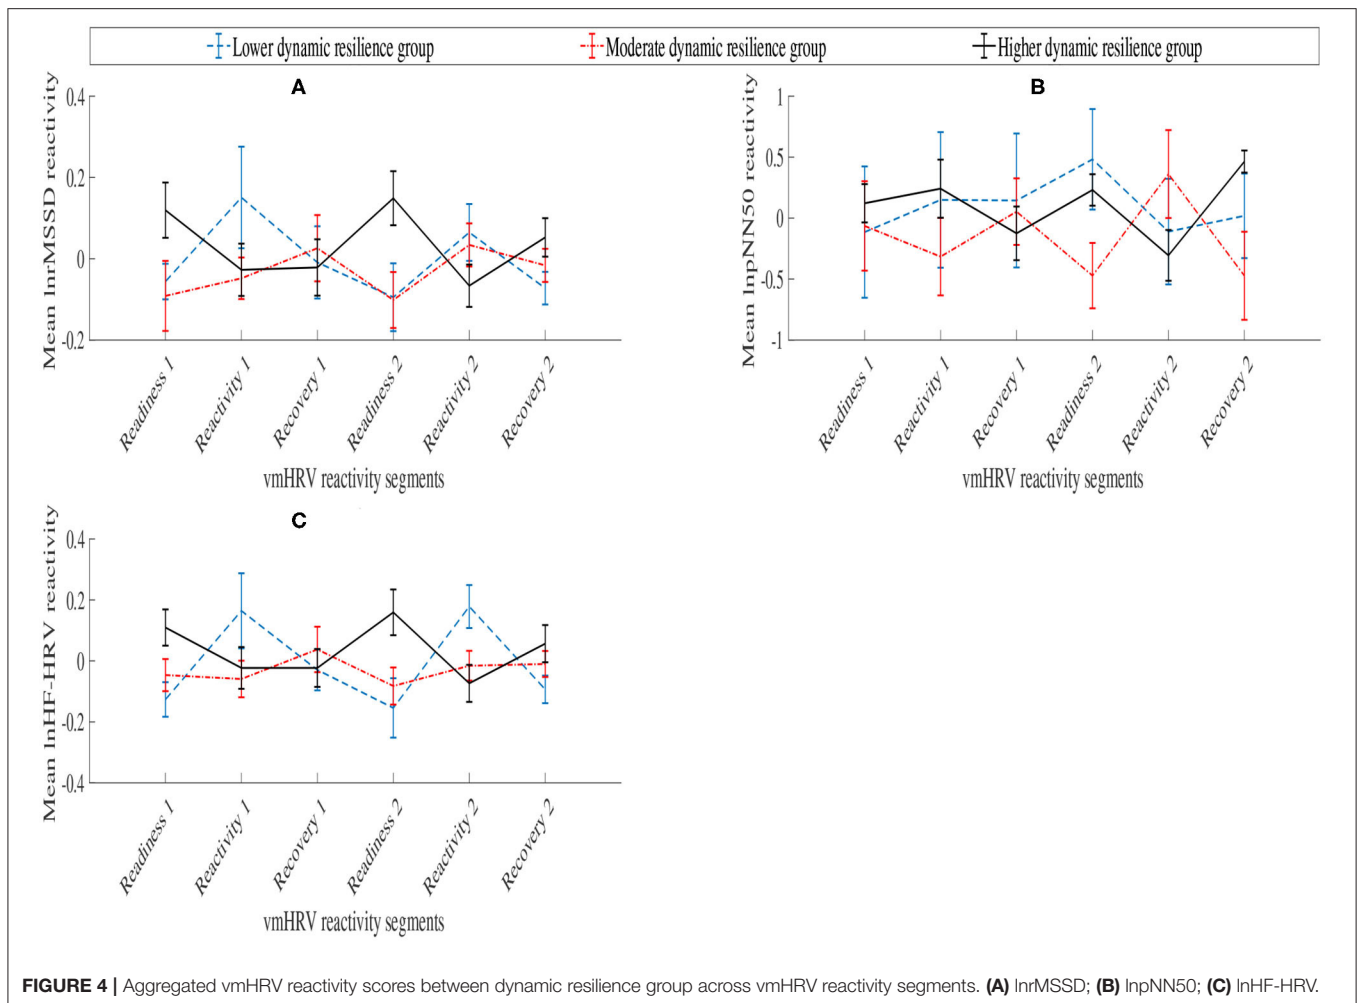 Lower dynamic resilience group Moderate dynamic resilience group Higher dynamic resilience group
A
Mean lnrMSSD reactivity
0.4
0.2
0
-0.2
Readiness 1 Reactivity 1 Recovery 1 Readiness 2 Reactivity 2 Recovery 2
vmHRV reactivity segments
B
Mean lnpNN50 reactivity
1
0.5
0
-0.5
-1
Readiness 1 Reactivity 1 Recovery 1 Readiness 2 Reactivity 2 Recovery 2
vmHRV reactivity segments
C
Mean lnHF-HRV reactivity
0.4
0.2
0
-0.2
-0.4
Readiness 1 Reactivity 1 Recovery 1 Readiness 2 Reactivity 2 Recovery 2
vmHRV reactivity segments
FIGURE 4 | Aggregated vmHRV reactivity scores between dynamic resilience group across vmHRV reactivity segments. (A) lnrMSSD; (B) lnpNN50; (C) lnHF-HRV.